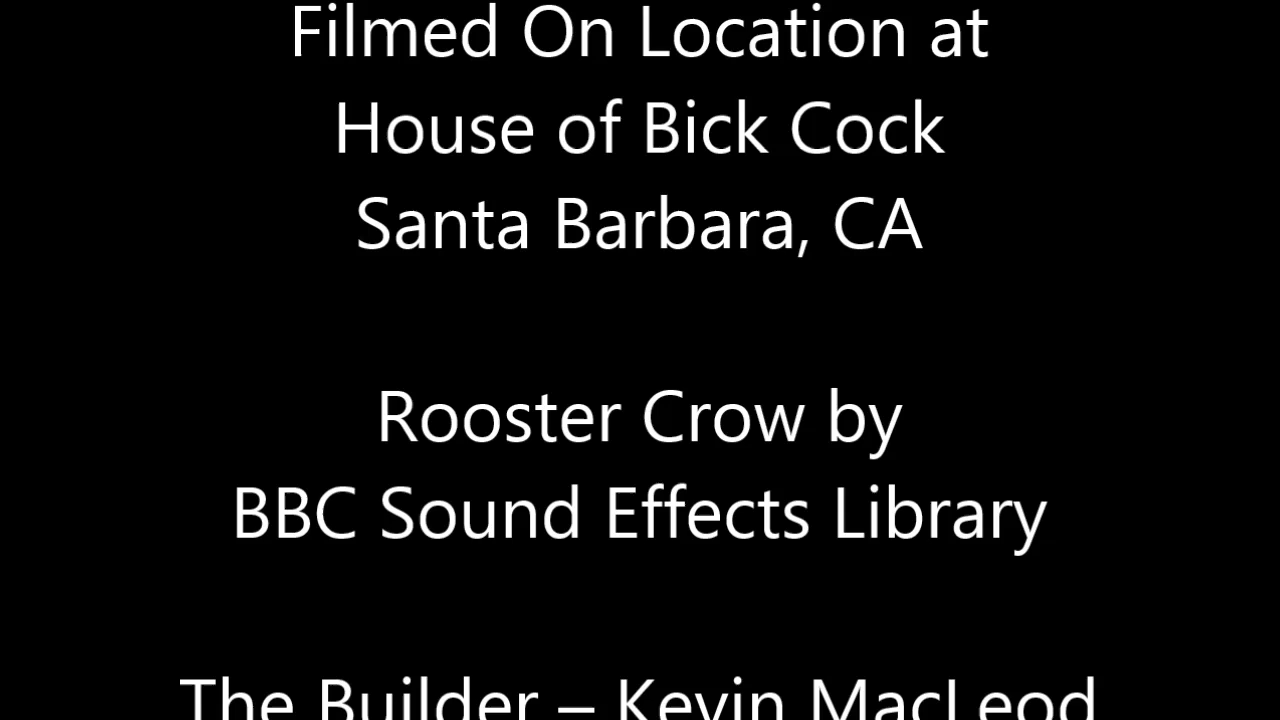 Filmed On Location at
House of Bick Cock
Santa Barbara, CA
Rooster Crow by
BBC Sound Effects Library
The Builder – Kevin MacLeod